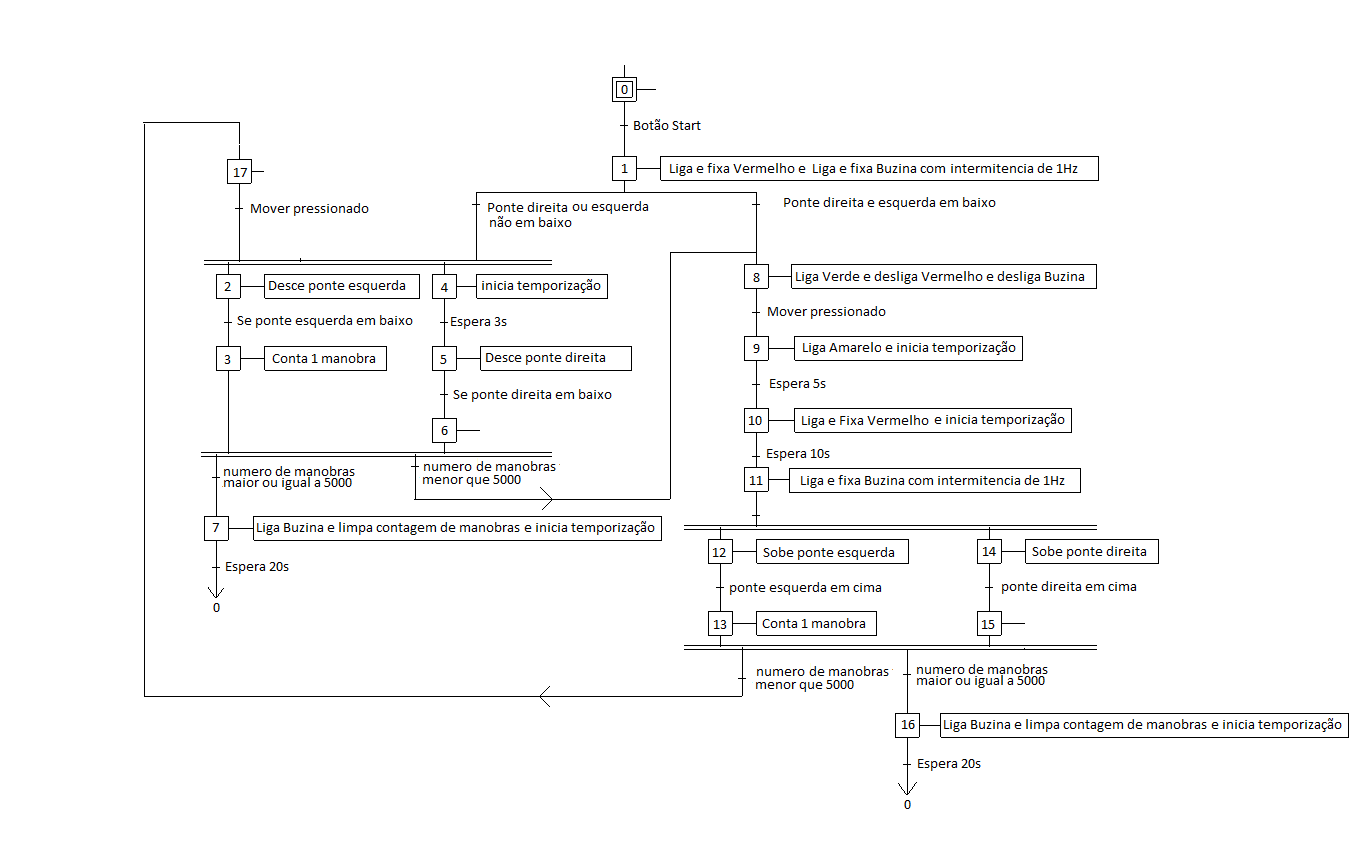 0
Botão Start
1
Liga e fixa Vermelho e Liga e fixa Buzina com intermitencia de 1Hz
17
Mover pressionado
Ponte direita ou esquerda
não em baixo
Ponte direita e esquerda em baixo
2
Desce ponte esquerda
4
inicia temporização
8
Liga Verde e desliga Vermelho e desliga Buzina
Se ponte esquerda em baixo
Espera 3s
Mover pressionado
3
Conta 1 manobra
5
Desce ponte direita
9
Liga Amarelo e inicia temporização
Se ponte direita em baixo
Espera 5s
6
10
Liga e Fixa Vermelho e inicia temporização
numero de manobras
maior ou igual a 5000
numero de manobras
menor que 5000
Espera 10s
11
Liga e fixa Buzina com intermitencia de 1Hz
7
Liga Buzina e limpa contagem de manobras e inicia temporização
Espera 20s
0
12
Sobe ponte esquerda
14
Sobe ponte direita
ponte esquerda em cima
ponte direita em cima
13
Conta 1 manobra
15
numero de manobras
menor que 5000
numero de manobras
maior ou igual a 5000
16
Liga Buzina e limpa contagem de manobras e inicia temporização
Espera 20s
0